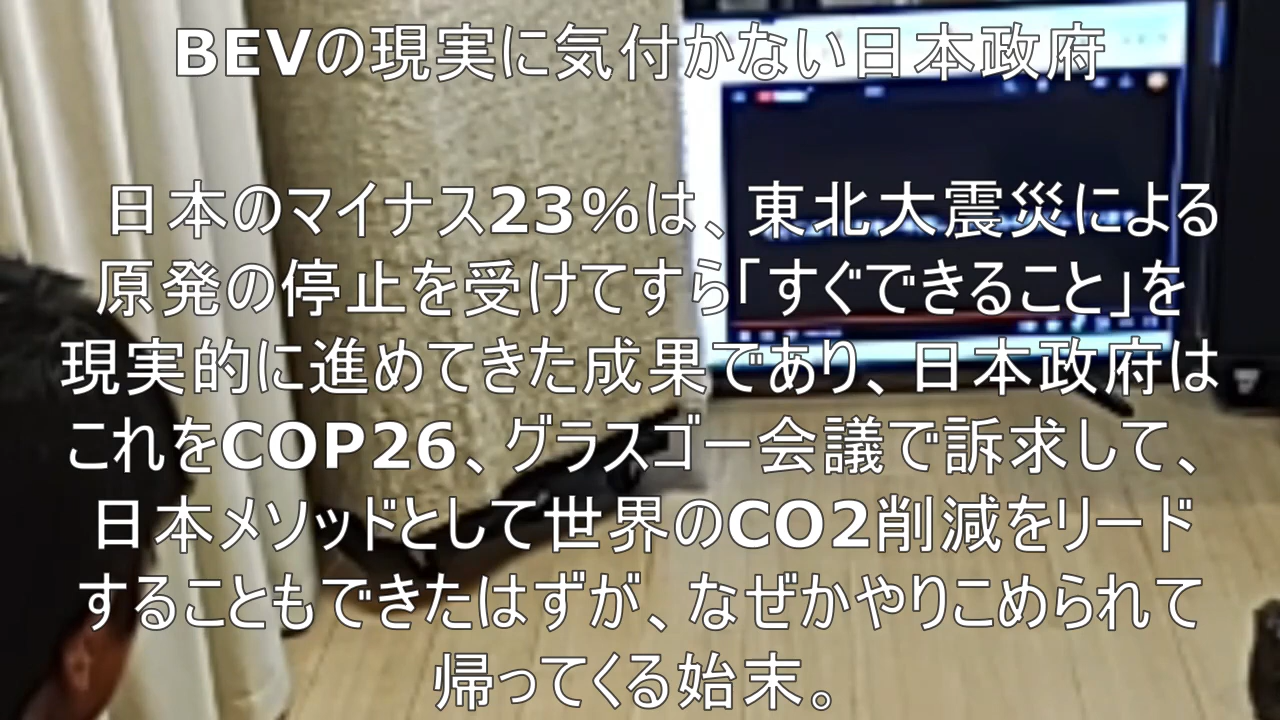 BEVの現実に気付かない日本政府
日本のマイナス23%は、東北大震災による
原発の停止を受けてすら「すぐできること」を
現実的に進めてきた成果であり、日本政府は
これをCOP26、グラスゴー会議で訴求して、
日本メソッドとして世界のCO2削減をリード
することもできたはずが、なぜかやりこめられて
帰ってくる始末。